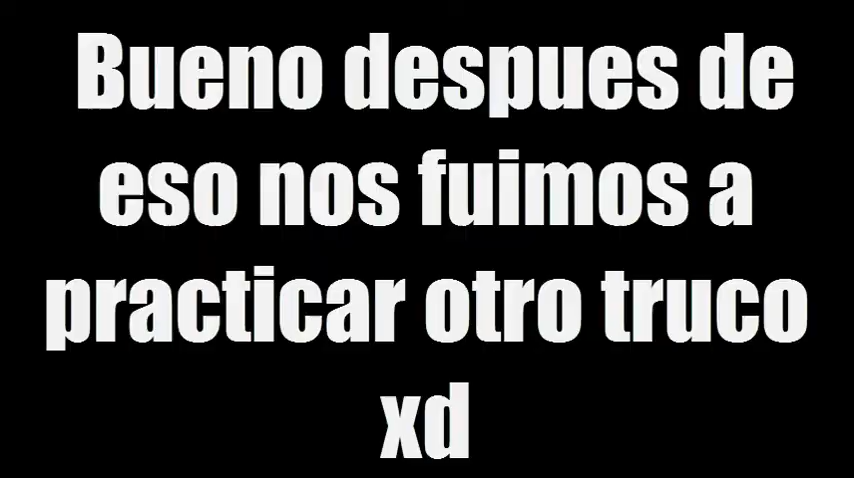 Bueno despues de
eso nos fuimos a
practicar otro truco
xd